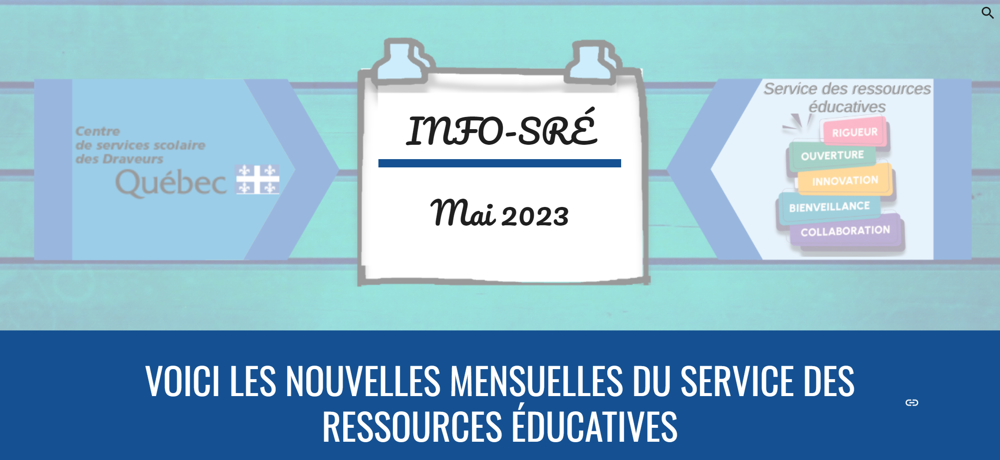 Centre
de services scolaire
des Draveurs
Québec
INFO-SRÉ
Mai 2023
Service des ressources
éducatives
RIGUEUR
OUVERTURE
INNOVATION
BIENVEILLANCE
COLLABORATION
VOICI LES NOUVELLES MENSUELLES DU SERVICE DES
RESSOURCES ÉDUCATIVES